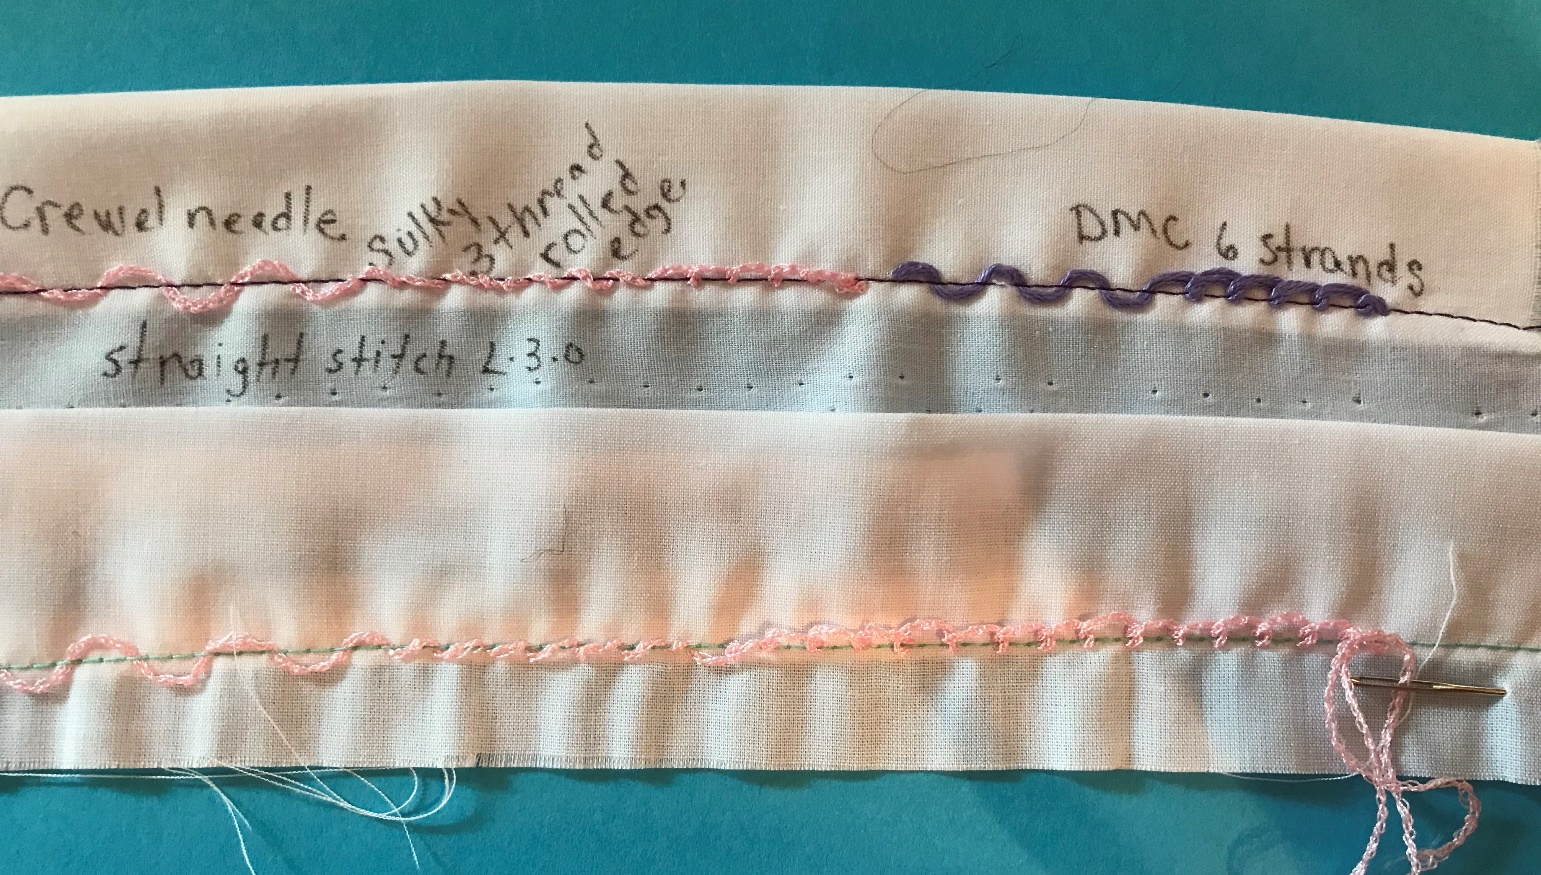 Crewel needle
Sulky
3 thread
rolled
edge
DMC 6 strands
straight stitch L.3.0